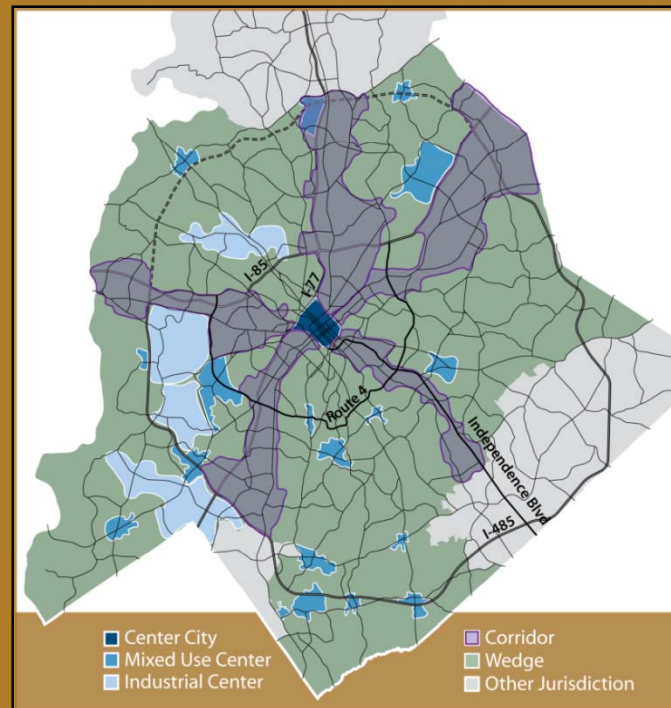 I-85
I-77
Route 4
Independence Blvd
I-485
Center City
Mixed Use Center
Industrial Center
Corridor
Wedge
Other Jurisdiction